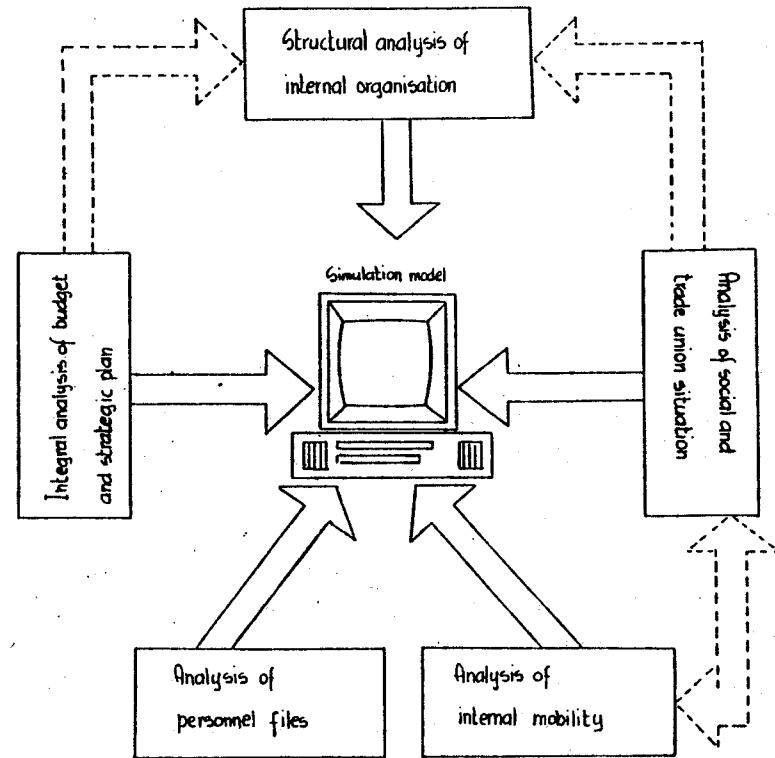 Structural analysis of
internal organisation
Simulation model
Integral analysis of budget
and strategic plan
Analysis of social and
trade union situation
Analysis of
personnel files
Analysis of
internal mobility